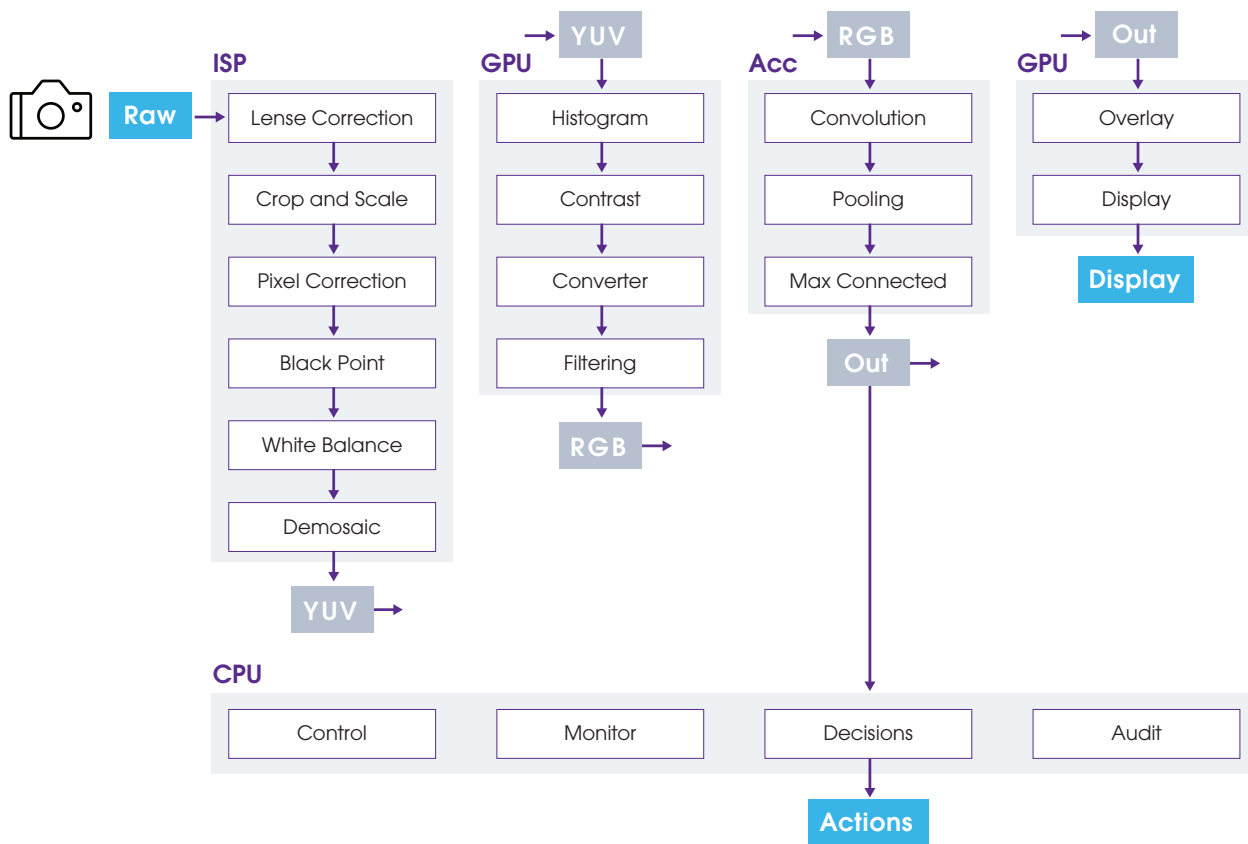 Raw
ISP
Lense Correction
Crop and Scale
Pixel Correction
Black Point
White Balance
Demosaic
YUV
YUV
GPU
Histogram
Contrast
Converter
Filtering
RGB
RGB
Acc
Convolution
Pooling
Max Connected
Out
Out
GPU
Overlay
Display
Display
CPU
Control
Monitor
Decisions
Audit
Actions